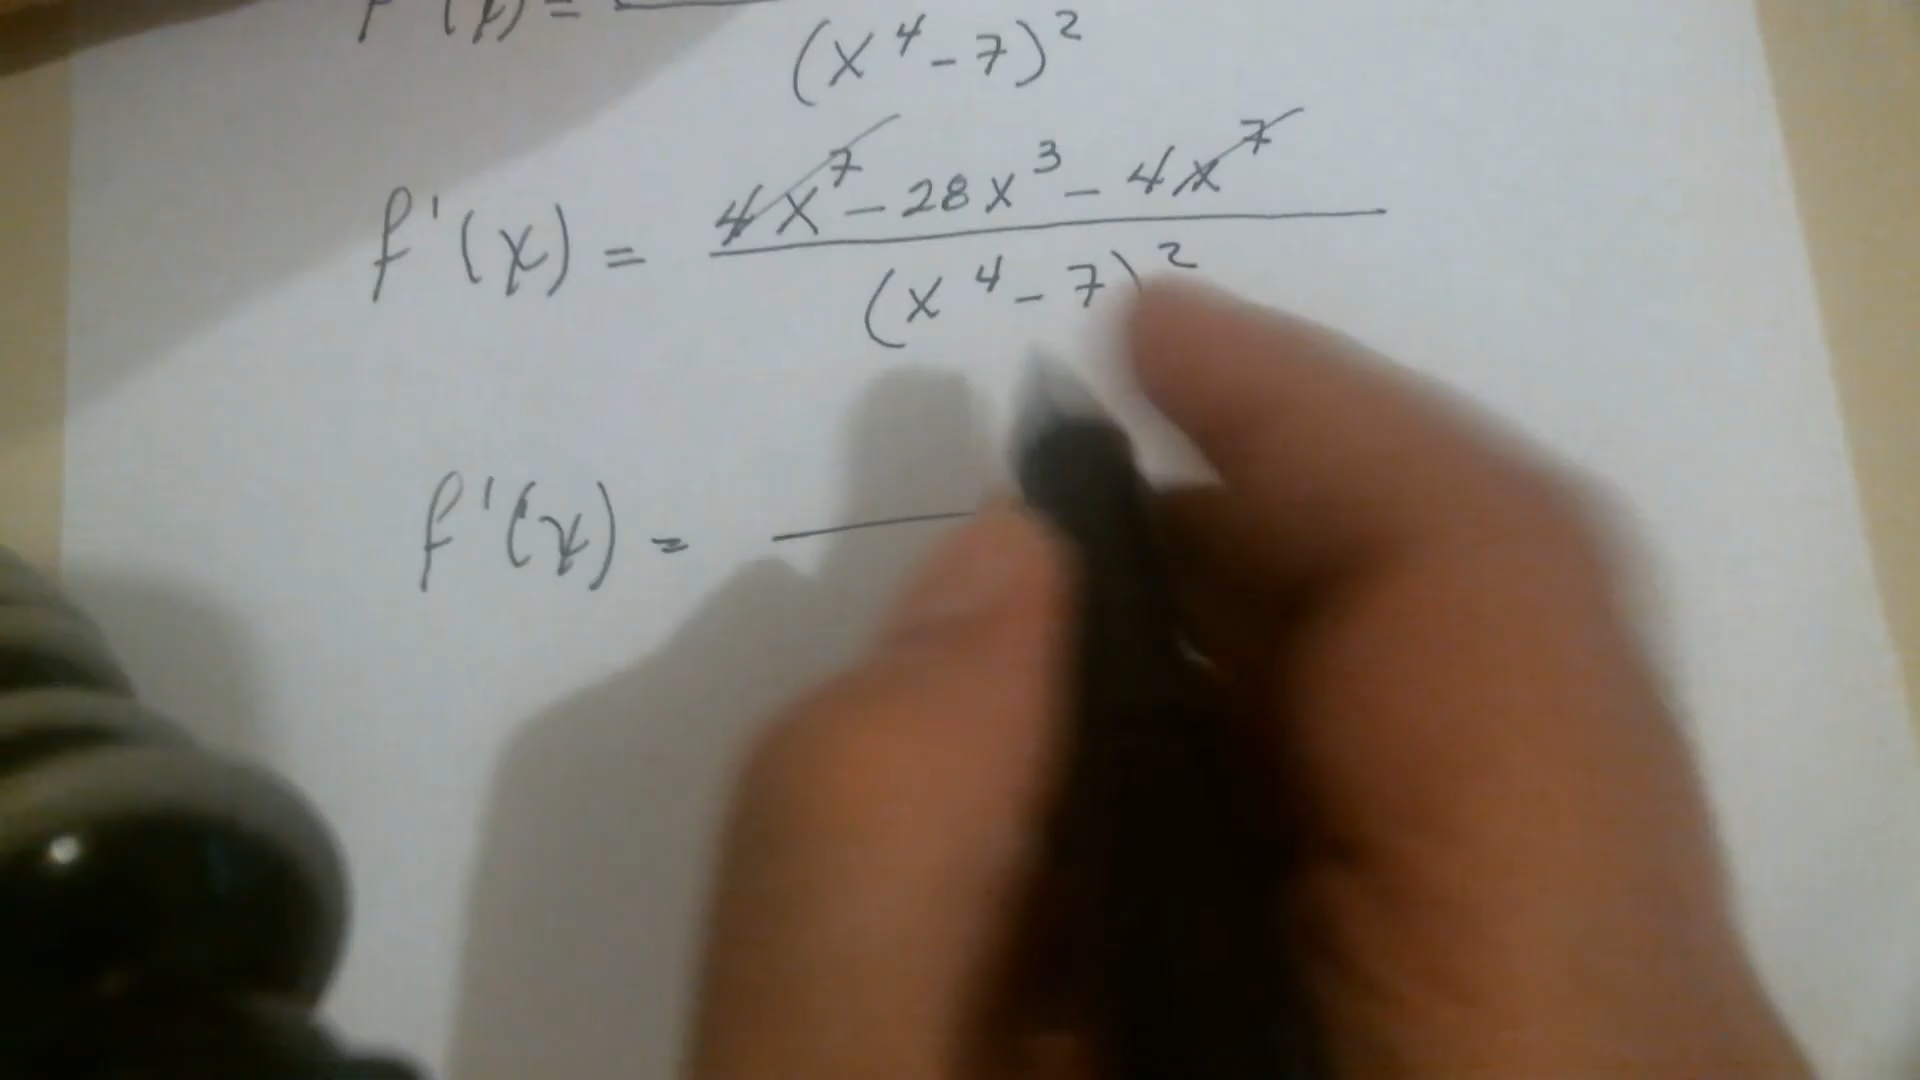 f'(x) =
(x⁴ - 7)²
f'(x) = 4x⁷ - 28x³ - 4x⁷
(x⁴ - 7)²
f'(x) =